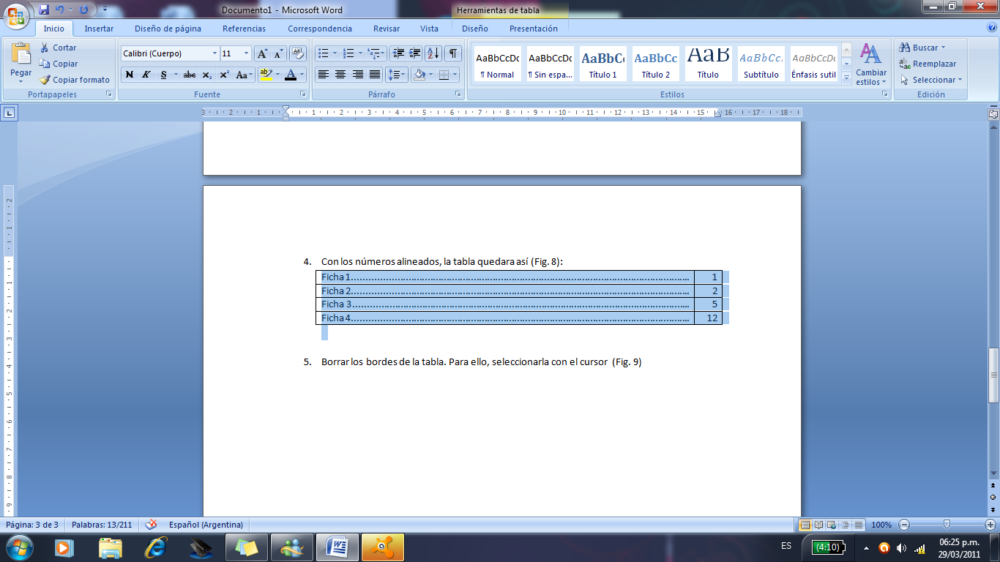 Documento1 - Microsoft Word
Herramientas de tabla
Inicio Insertar Diseño de página Referencias Correspondencia Revisar Vista Diseño Presentación
Pegar
Cortar
Copiar
Copiar formato
Portapapeles
Calibri (Cuerpo) 11
N K S abc x₂ x² Aa
Fuente
Párrafo
AaBbCcDc AaBbCcDc AaBbCc AaBbCc AaB AaBbCc. AaBbCcDc
¶ Normal ¶ Sin espa... Título 1 Título 2 Título Subtítulo Énfasis sutil
Cambiar estilos
Estilos
Buscar
Reemplazar
Seleccionar
Edición
3 2 1 1 2 3 4 5 6 7 8 9 10 11 12 13 14 15 16 17 18
4. Con los números alineados, la tabla quedara así (Fig. 8):
Ficha 1 1
Ficha 2 2
Ficha 3 5
Ficha 4 12
5. Borrar los bordes de la tabla. Para ello, seleccionarla con el cursor (Fig. 9)
Página: 3 de 3 Palabras: 13/211 Español (Argentina) 100%
ES (4:10) 06:25 p.m.
29/03/2011